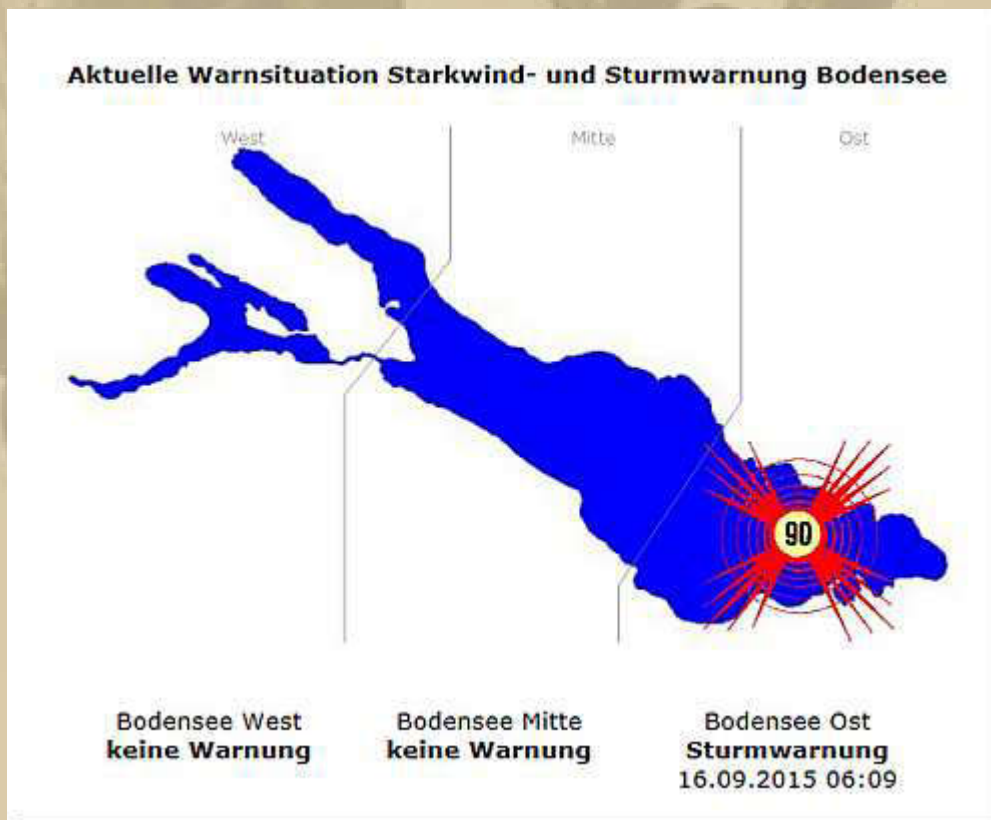 Aktuelle Warnsituation Starkwind- und Sturmwarnung Bodensee
West
Mitte
Ost
90
Bodensee West
keine Warnung
Bodensee Mitte
keine Warnung
Bodensee Ost
Sturmwarnung
16.09.2015 06:09